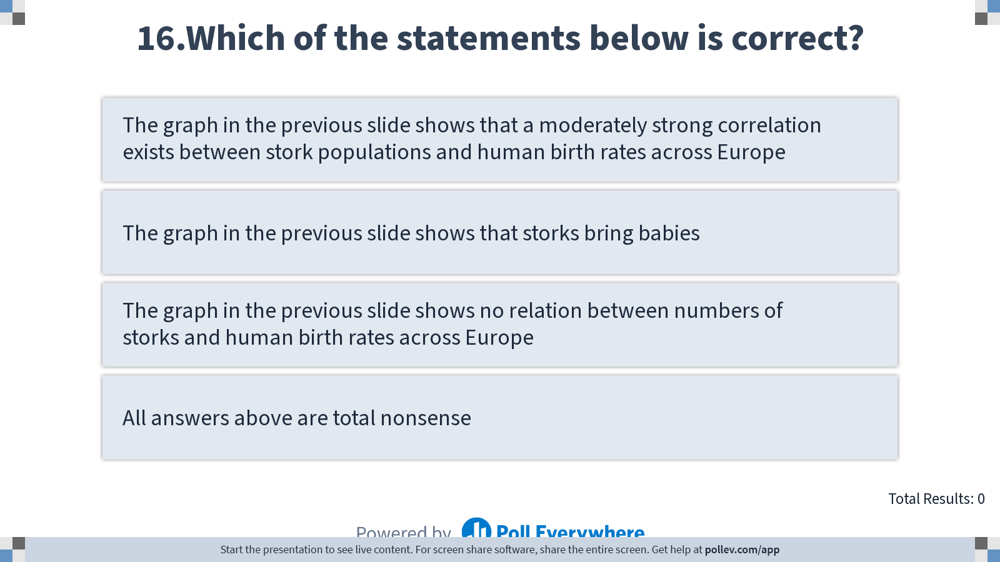 16.Which of the statements below is correct?
The graph in the previous slide shows that a moderately strong correlation
exists between stork populations and human birth rates across Europe
The graph in the previous slide shows that storks bring babies
The graph in the previous slide shows no relation between numbers of
storks and human birth rates across Europe
All answers above are total nonsense
Total Results: 0
Powered by Poll Everywhere
Start the presentation to see live content. For screen share software, share the entire screen. Get help at pollev.com/app